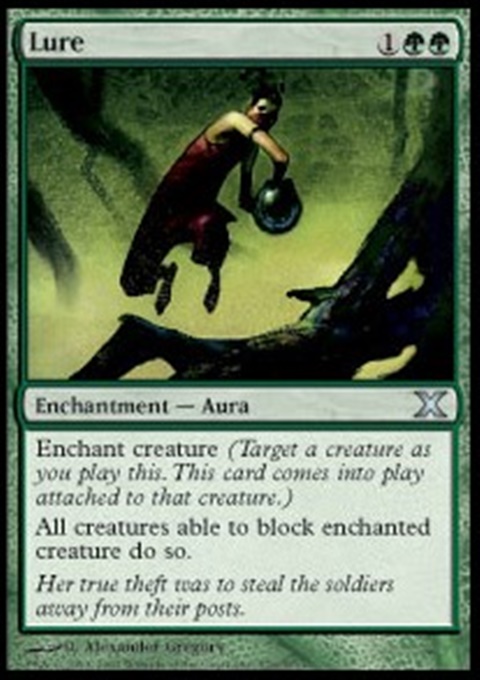 Lure 1
Enchantment — Aura
Enchant creature (Target a creature as
you play this. This card comes into play
attached to that creature.)
All creatures able to block enchanted
creature do so.
Her true theft was to steal the soldiers
away from their posts.
D. Alexander Gregory